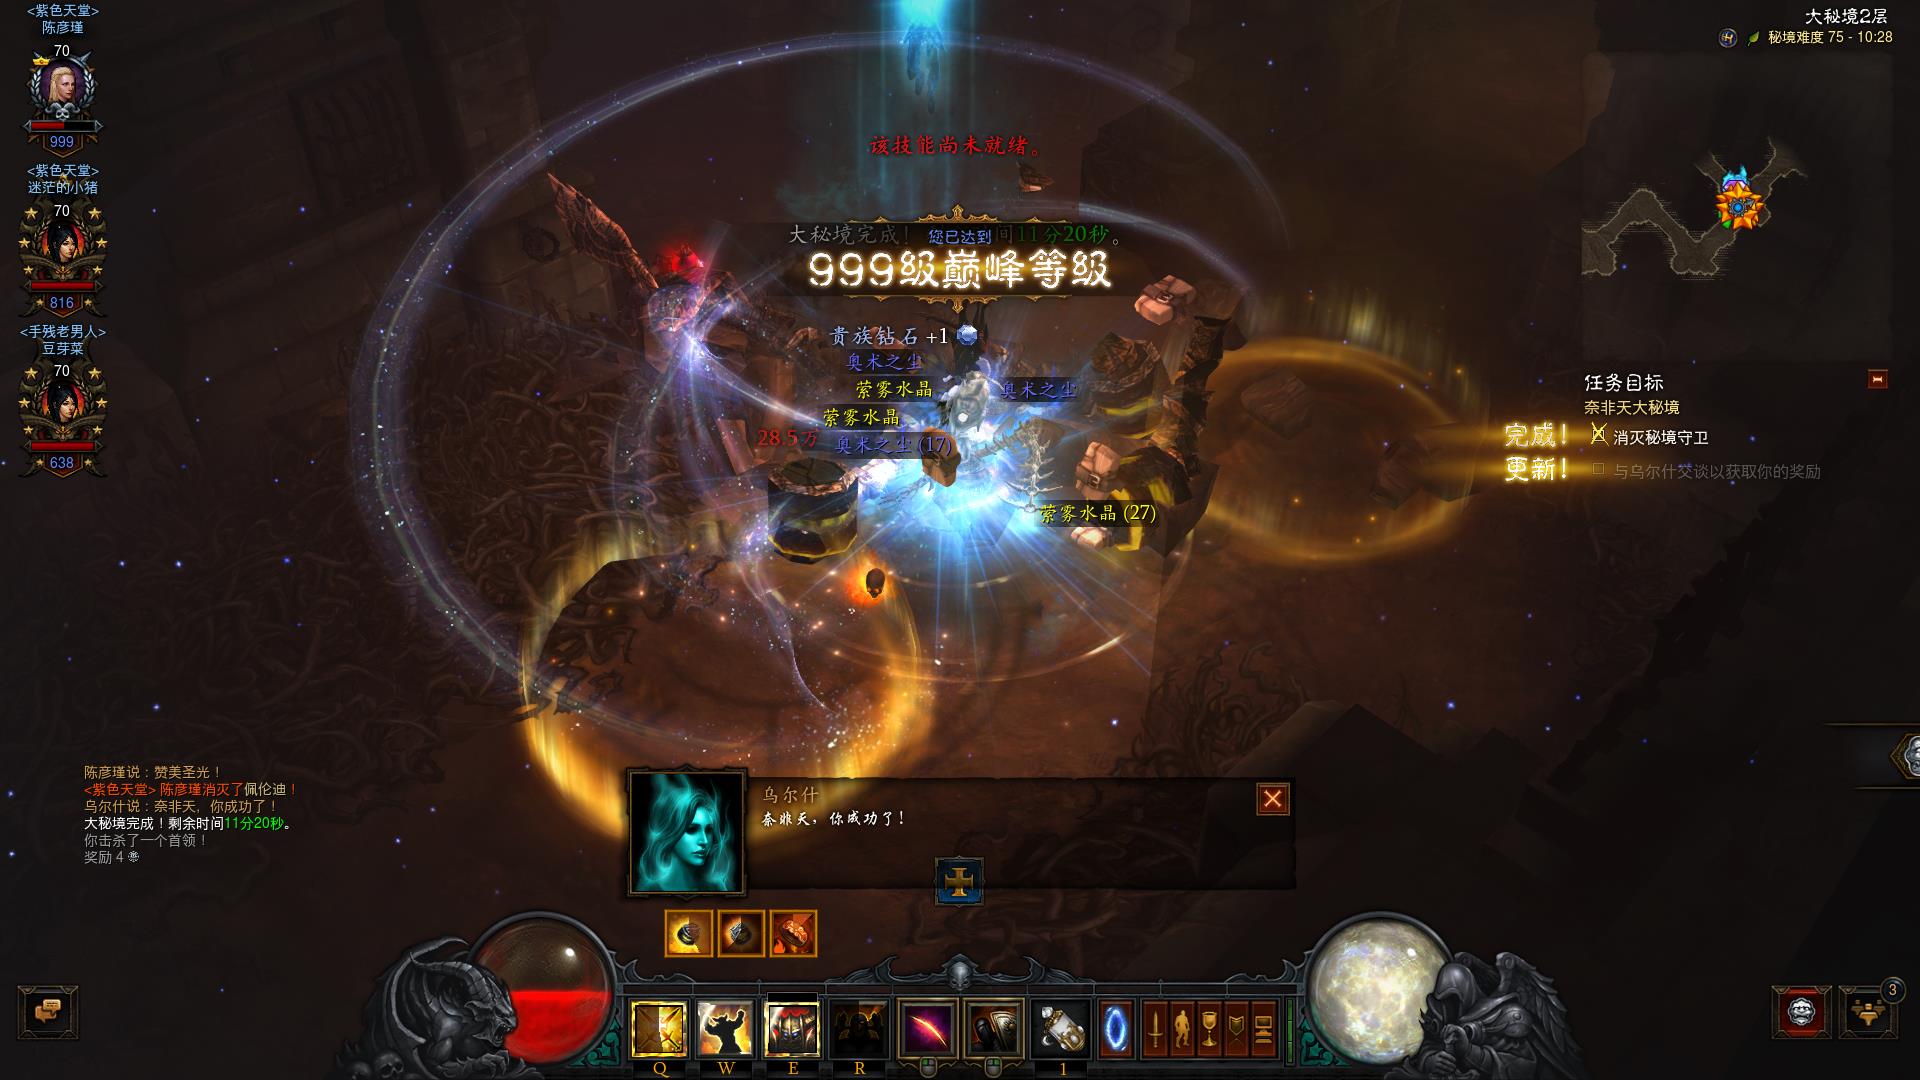 <紫色天堂>
陈彦瑾
70
999
<紫色天堂>
迷茫的小猪
70
816
<手残老男人>
豆芽菜
70
638
大秘境2层
秘境难度 75 - 10:28
该技能尚未就绪。
大秘境完成！
您已达到
间11分20秒。
999级巅峰等级
贵族钻石 +1
奥术之尘
萦雾水晶
奥术之尘
萦雾水晶
28.5万
奥术之尘 (17)
萦雾水晶 (27)
任务目标
奈非天大秘境
完成！
消灭秘境守卫
更新！
与乌尔什交谈以获取你的奖励
陈彦瑾说：赞美圣光！
<紫色天堂> 陈彦瑾消灭了佩伦迪！
乌尔什说：奈非天，你成功了！
大秘境完成！剩余时间11分20秒。
你击杀了一个首领！
奖励 4
乌尔什
奈非天，你成功了！
Q
W
E
R
1
3